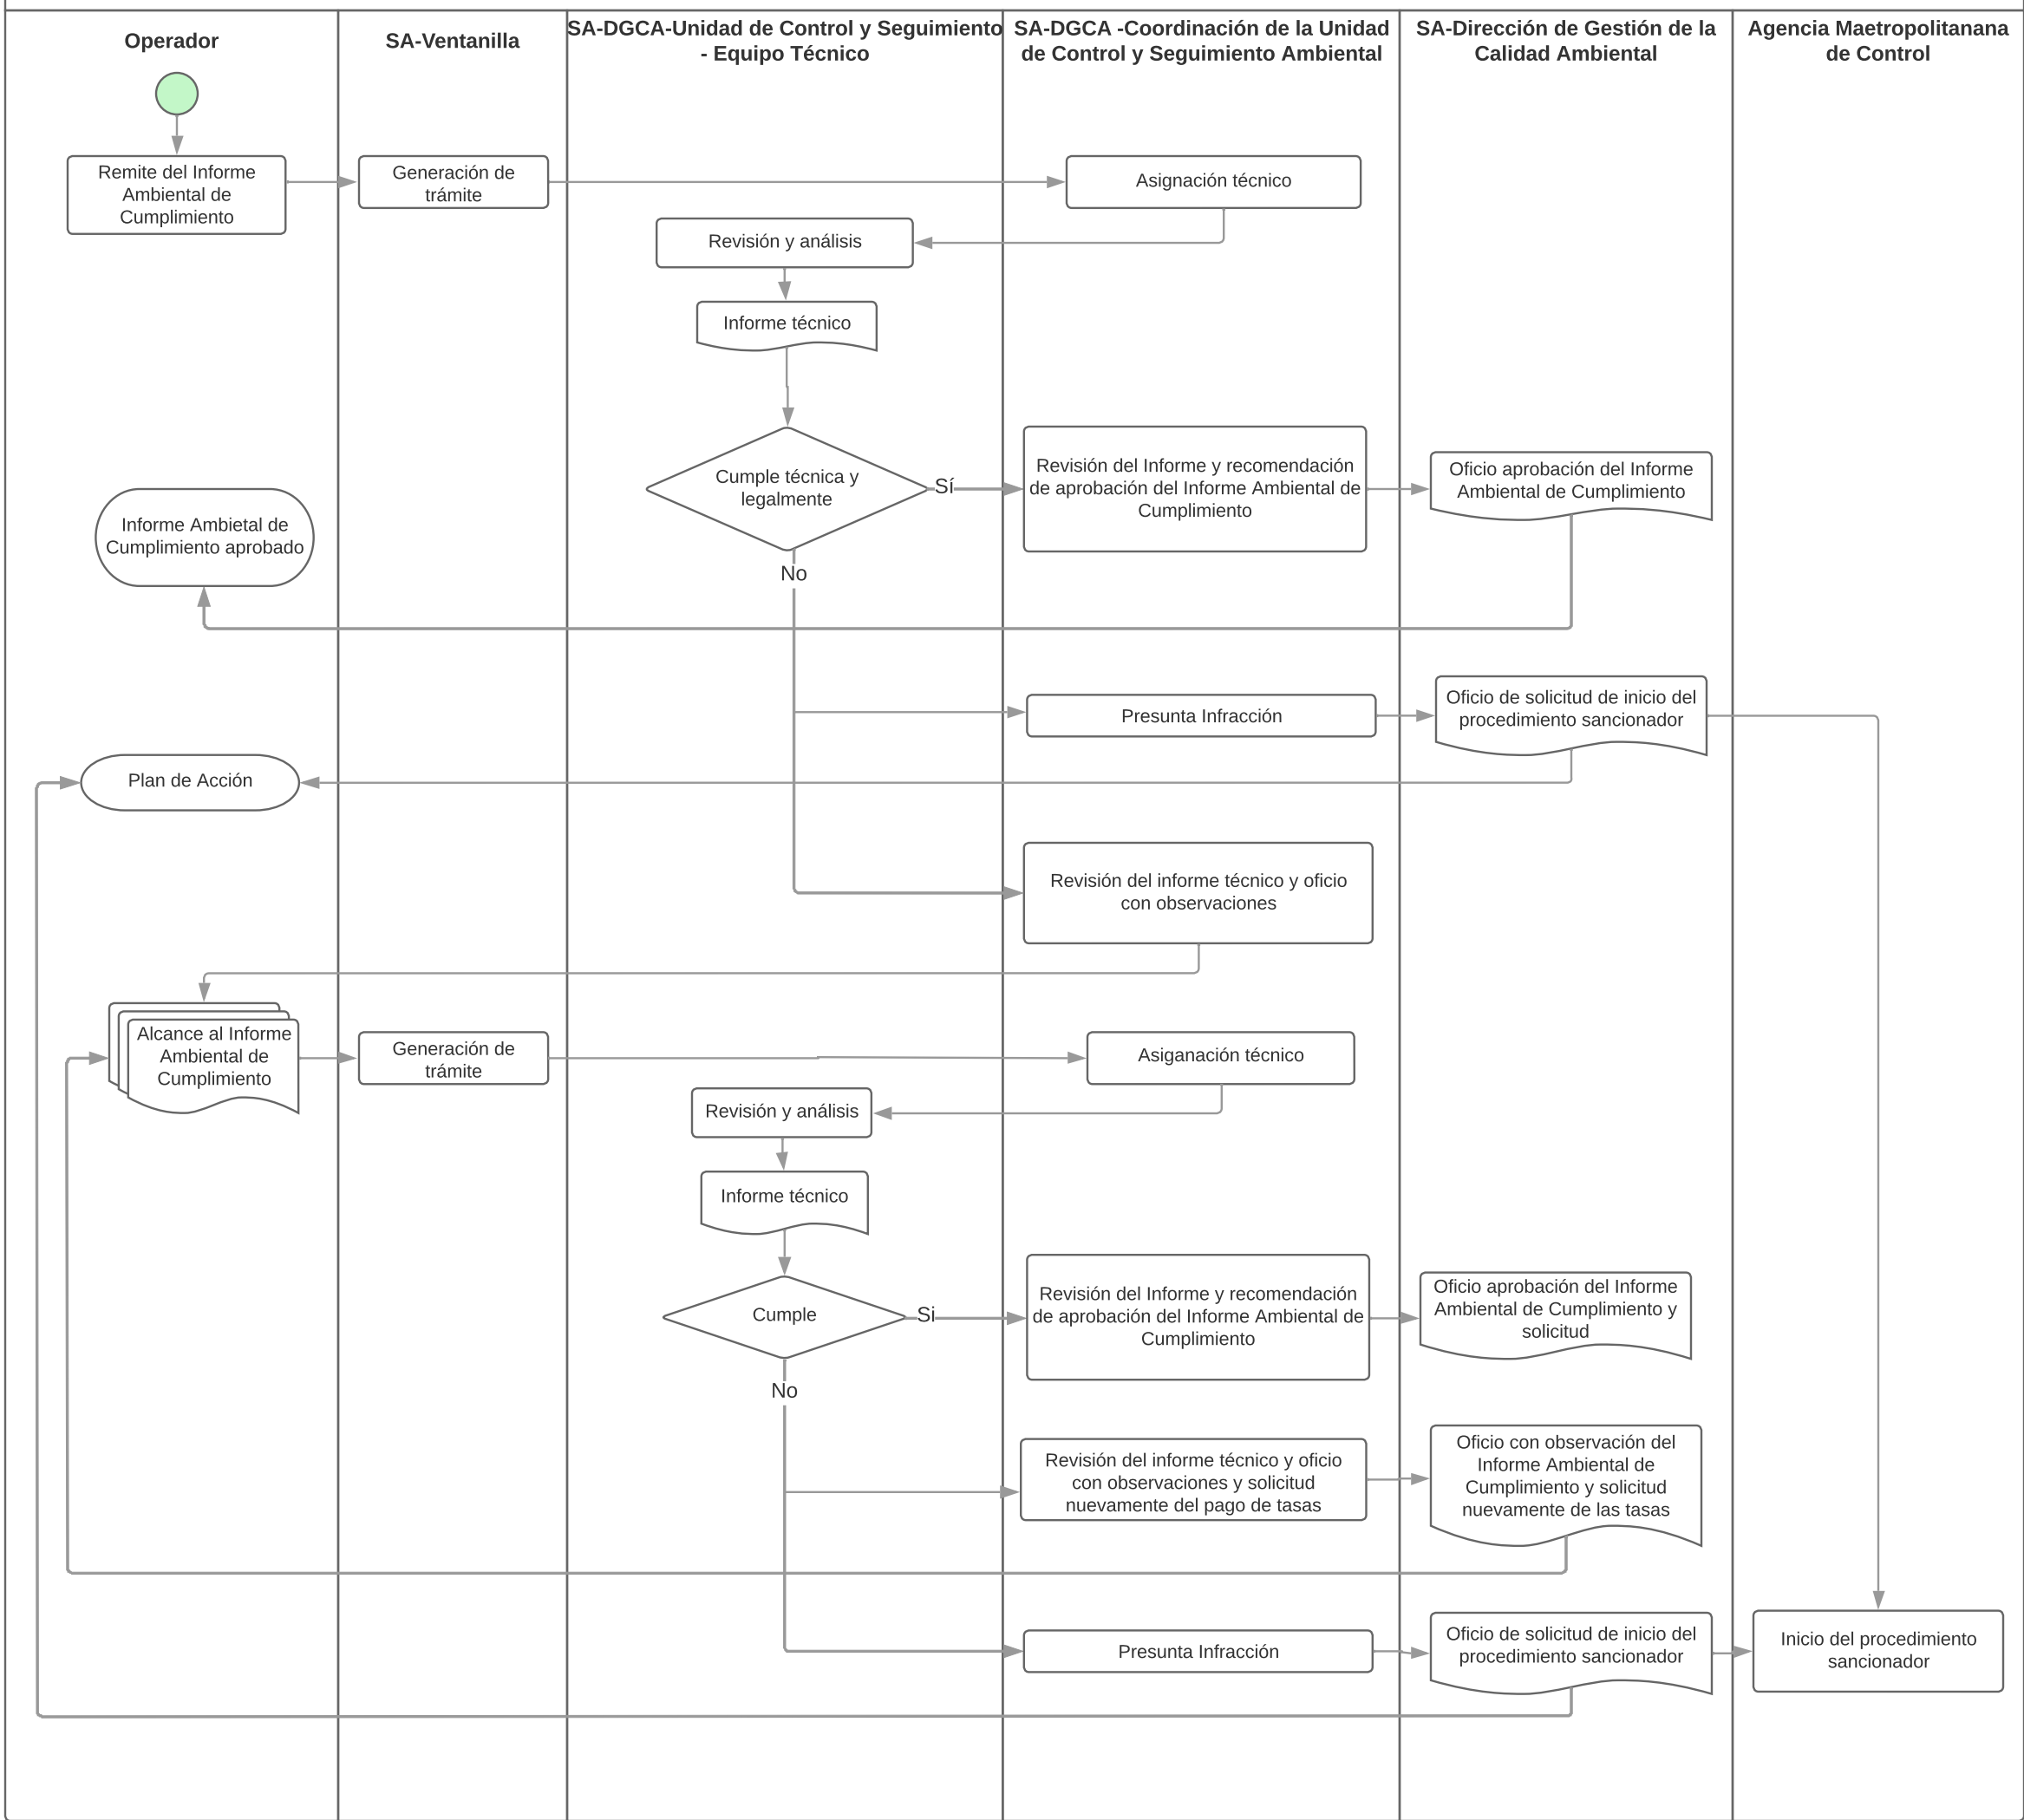 Operador
SA-Ventanilla
SA-DGCA-Unidad de Control y Seguimiento
- Equipo Técnico
SA-DGCA -Coordinación de la Unidad
de Control y Seguimiento Ambiental
SA-Dirección de Gestión de la
Calidad Ambiental
Agencia Maetropolitanana
de Control
Remite del Informe
Ambiental de
Cumplimiento
Generación de
trámite
Asignación técnico
Revisión y análisis
Informe técnico
Cumple técnica y
legalmente
Sí
Revisión del Informe y recomendación
de aprobación del Informe Ambiental de
Cumplimiento
Oficio aprobación del Informe
Ambiental de Cumplimiento
Informe Ambietal de
Cumplimiento aprobado
No
Presunta Infracción
Oficio de solicitud de inicio del
procedimiento sancionador
Plan de Acción
Revisión del informe técnico y oficio
con observaciones
Alcance al Informe
Ambiental de
Cumplimiento
Generación de
trámite
Asiganación técnico
Revisión y análisis
Informe técnico
Cumple
Si
Revisión del Informe y recomendación
de aprobación del Informe Ambiental de
Cumplimiento
Oficio aprobación del Informe
Ambiental de Cumplimiento y
solicitud
No
Revisión del informe técnico y oficio
con observaciones y solicitud
nuevamente del pago de tasas
Oficio con observación del
Informe Ambiental de
Cumplimiento y solicitud
nuevamente de las tasas
Presunta Infracción
Oficio de solicitud de inicio del
procedimiento sancionador
Inicio del procedimiento
sancionador